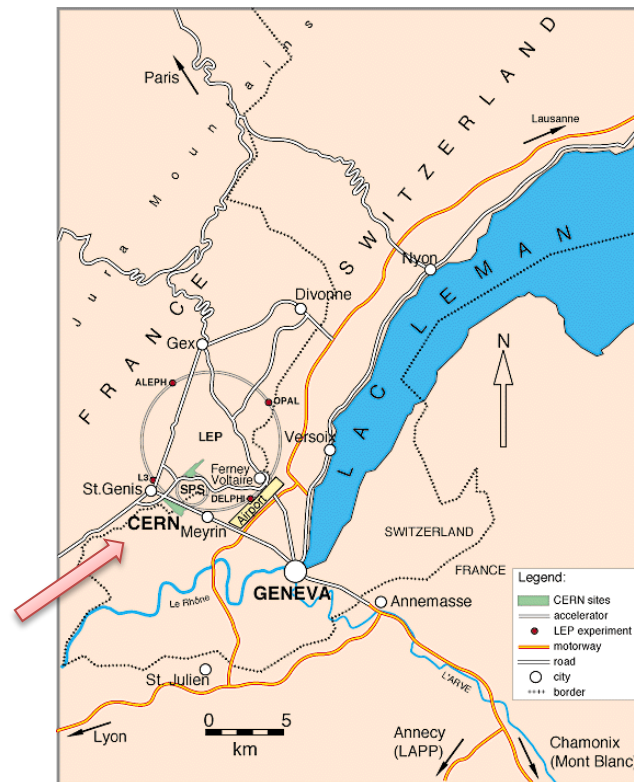 Paris
Jura Mountains
FRANCE
SWITZERLAND
Lausanne
Nyon
LAC LEMAN
Divonne
Gex
N
ALEPH
OPAL
LEP
Versoix
Ferney
Voltaire
L3
SPS
St.Genis
DELPHI
Airport
CERN
Meyrin
SWITZERLAND
FRANCE
GENEVA
Le Rhône
Annemasse
St. Julien
L'ARVE
Legend:
CERN sites
accelerator
LEP experiment
motorway
road
city
border
0 5
km
Lyon
Annecy
(LAPP)
Chamonix
(Mont Blanc)